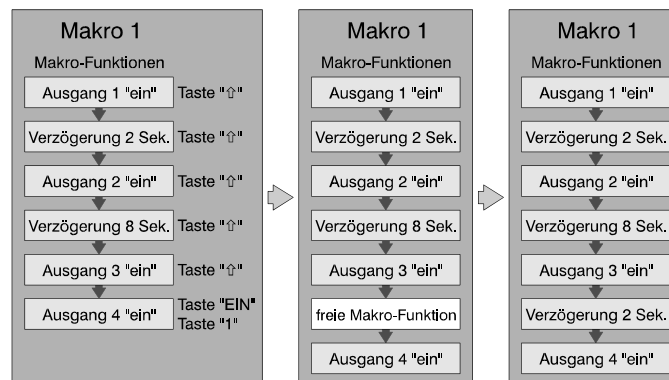 Makro 1
Makro-Funktionen
Ausgang 1 "ein" Taste "⇧"
Verzögerung 2 Sek. Taste "⇧"
Ausgang 2 "ein" Taste "⇧"
Verzögerung 8 Sek. Taste "⇧"
Ausgang 3 "ein" Taste "⇧"
Ausgang 4 "ein" Taste "EIN"
Taste "1"
Makro 1
Makro-Funktionen
Ausgang 1 "ein"
Verzögerung 2 Sek.
Ausgang 2 "ein"
Verzögerung 8 Sek.
Ausgang 3 "ein"
freie Makro-Funktion
Ausgang 4 "ein"
Makro 1
Makro-Funktionen
Ausgang 1 "ein"
Verzögerung 2 Sek.
Ausgang 2 "ein"
Verzögerung 8 Sek.
Ausgang 3 "ein"
Verzögerung 2 Sek.
Ausgang 4 "ein"